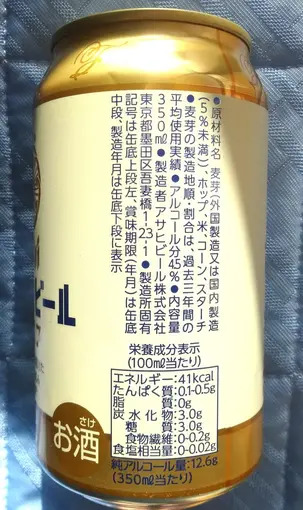 ●原材料名 麦芽(外国製造又は国内製造
(5%未満))、ホップ、米、コーン、スターチ
●麦芽の製造地順・割合は、過去三年間の
平均使用実績●アルコール分4.5%●内容量
350㎖●製造者 アサヒビール株式会社
東京都墨田区吾妻橋1-23-1●製造所固有
記号は缶底上段左、賞味期限(年月)は缶底
中段、製造年月は缶底下段に表示
栄養成分表示
(100㎖当たり)
エネルギー:41kcal
たんぱく質:0.1-0.5g
脂質:0g
炭水化物:3.0g
糖質:3.0g
食物繊維:0-0.2g
食塩相当量:0-0.02g
純アルコール量:12.6g
(350㎖当たり)
ビール
さけ
お酒